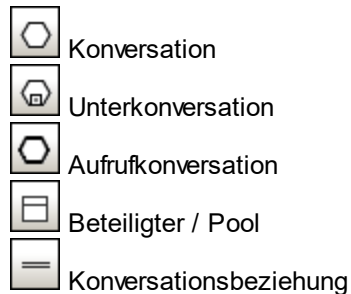 Konversation
Unterkonversation
Aufrufkonversation
Beteiligter / Pool
Konversationsbeziehung